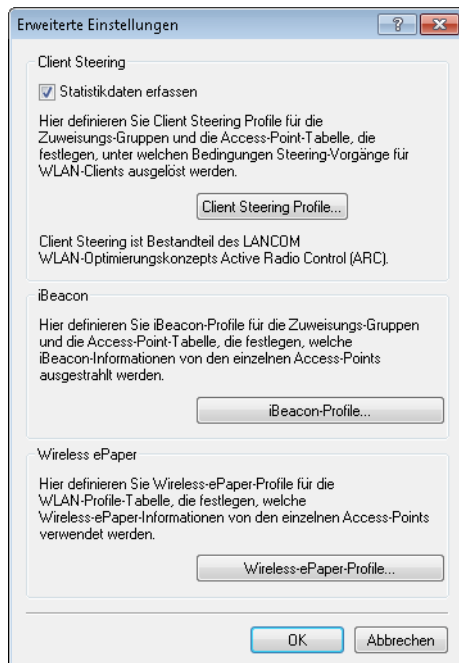 Erweiterte Einstellungen
Client Steering
Statistikdaten erfassen
Hier definieren Sie Client Steering Profile für die
Zuweisungs-Gruppen und die Access-Point-Tabelle, die
festlegen, unter welchen Bedingungen Steering-Vorgänge für
WLAN-Clients ausgelöst werden.
Client Steering Profile...
Client Steering ist Bestandteil des LANCOM
WLAN-Optimierungskonzepts Active Radio Control (ARC).
iBeacon
Hier definieren Sie iBeacon-Profile für die Zuweisungs-Gruppen
und die Access-Point-Tabelle, die festlegen, welche
iBeacon-Informationen von den einzelnen Access-Points
ausgestrahlt werden.
iBeacon-Profile...
Wireless ePaper
Hier definieren Sie Wireless-ePaper-Profile für die
WLAN-Profile-Tabelle, die festlegen, welche
Wireless-ePaper-Informationen von den einzelnen Access-Points
verwendet werden.
Wireless-ePaper-Profile...
OK
Abbrechen